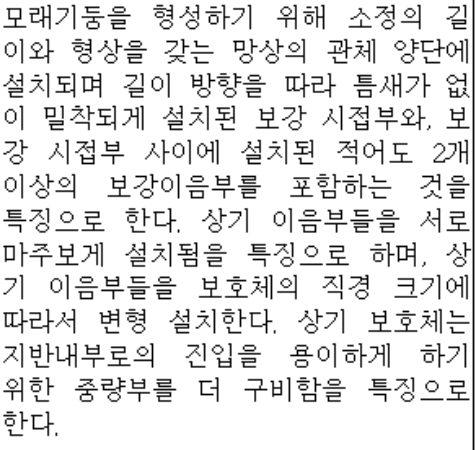 모래기둥을 형성하기 위해 소정의 길
이와 형상을 갖는 망상의 관체 양단에
설치되며 길이 방향을 따라 틈새가 없
이 밀착되게 설치된 보강 시접부와, 보
강 시접부 사이에 설치된 적어도 2개
이상의 보강이음부를 포함하는 것을
특징으로 한다. 상기 이음부들을 서로
마주보게 설치됨을 특징으로 하며, 상
기 이음부들을 보호체의 직경 크기에
따라서 변형 설치한다. 상기 보호체는
지반내부로의 진입을 용이하게 하기
위한 중량부를 더 구비함을 특징으로
한다.